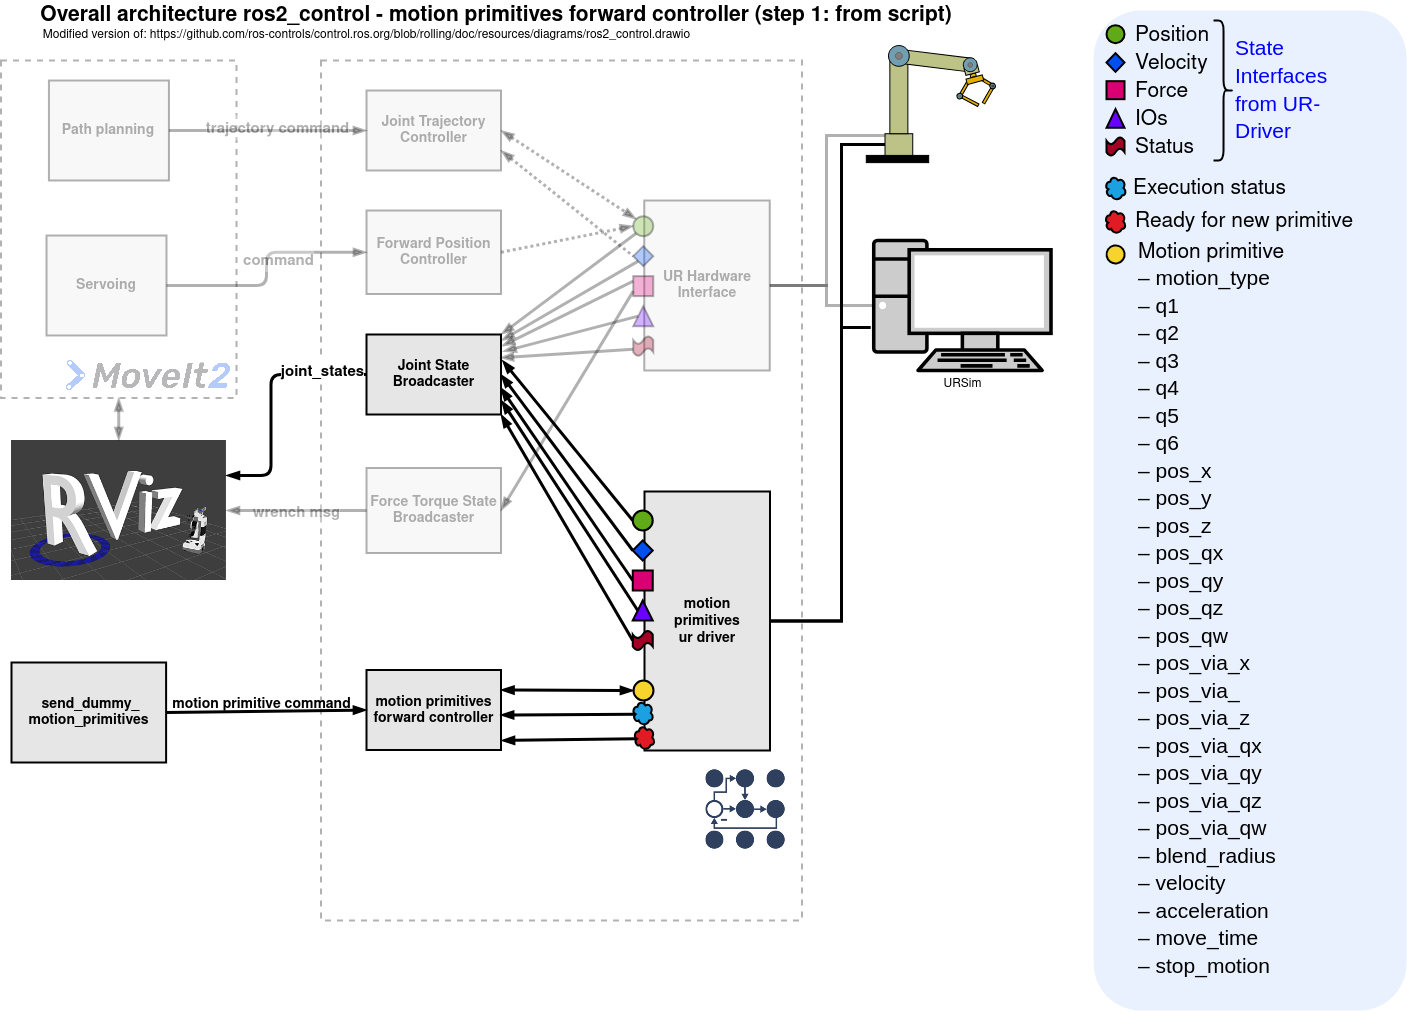 Overall architecture ros2_control - motion primitives forward controller (step 1: from script)
Modified version of: https://github.com/ros-controls/control.ros.org/blob/rolling/doc/resources/diagrams/ros2_control.drawio
Path planning
trajectory command
Joint Trajectory
Controller
Servoing
command
Forward Position
Controller
UR Hardware
Interface
MoveIt2
joint_states
Joint State
Broadcaster
URSim
RViz
wrench msg
Force Torque State
Broadcaster
motion
primitives
ur driver
send_dummy_
motion_primitives
motion primitive command
motion primitives
forward controller
Position
Velocity
Force
IOs
Status
State
Interfaces
from UR-
Driver
Execution status
Ready for new primitive
Motion primitive
– motion_type
– q1
– q2
– q3
– q4
– q5
– q6
– pos_x
– pos_y
– pos_z
– pos_qx
– pos_qy
– pos_qz
– pos_qw
– pos_via_x
– pos_via_
– pos_via_z
– pos_via_qx
– pos_via_qy
– pos_via_qz
– pos_via_qw
– blend_radius
– velocity
– acceleration
– move_time
– stop_motion